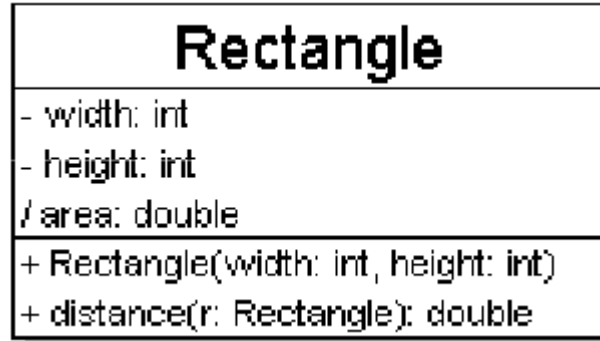 Rectangle
- width: int
- height: int
/ area: double
+ Rectangle(width: int, height: int)
+ distance(r: Rectangle): double